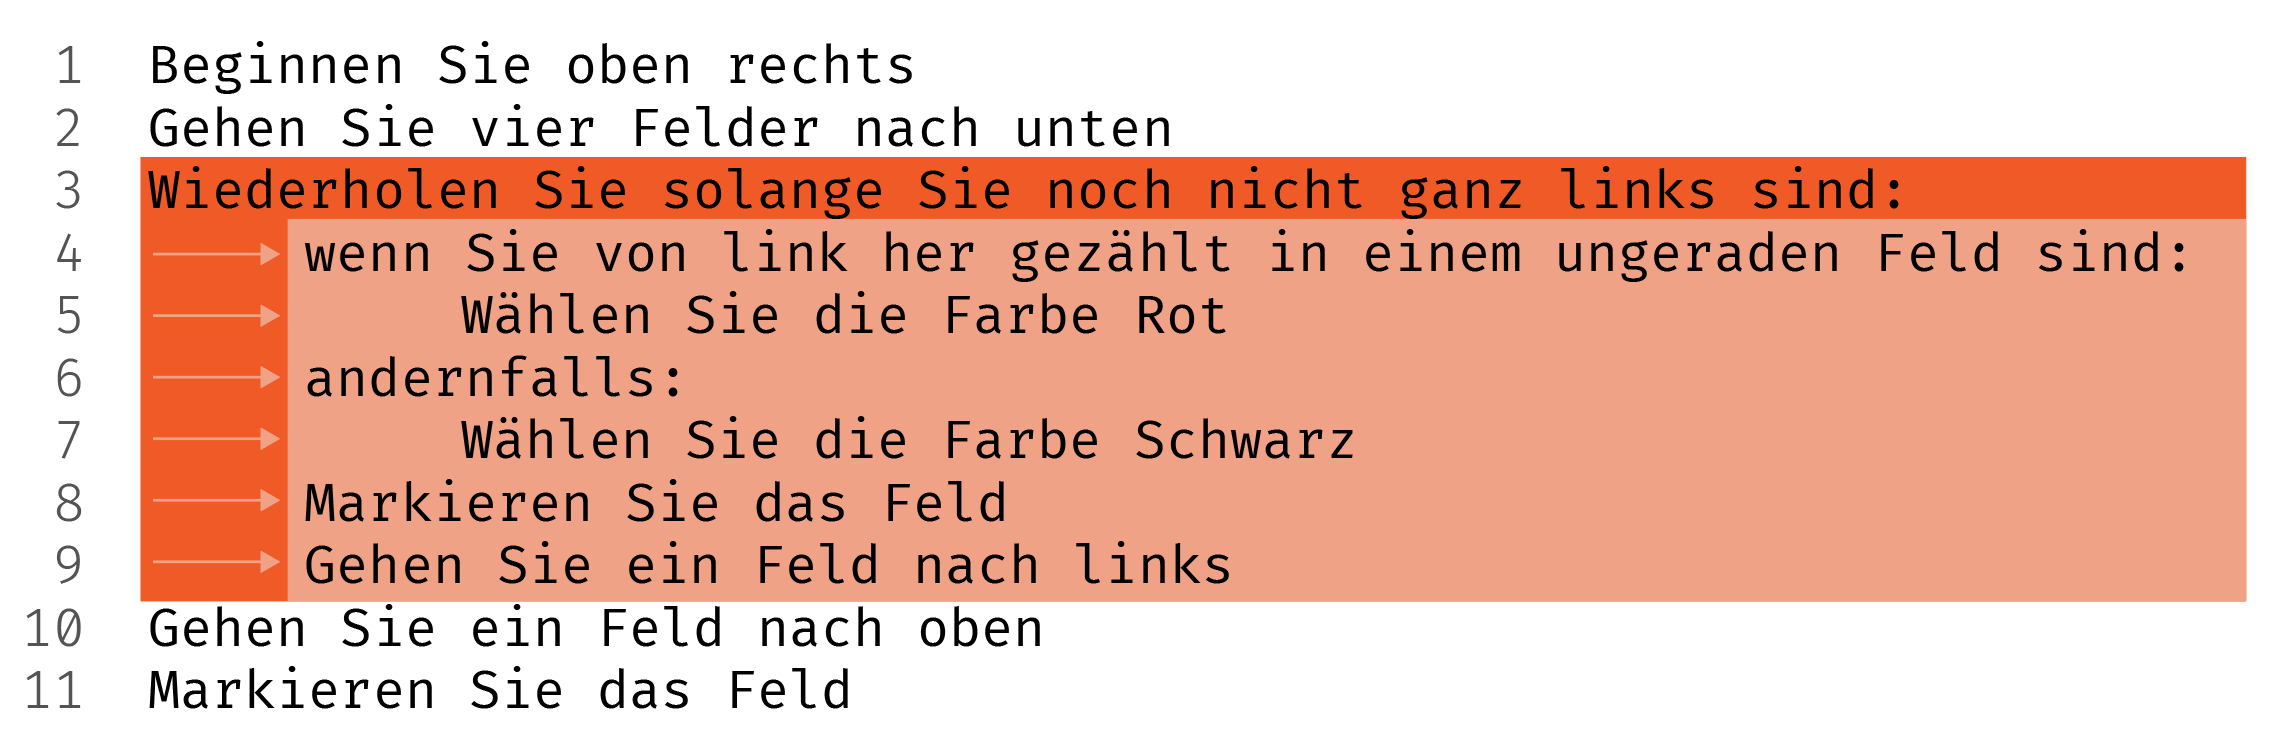 1 Beginnen Sie oben rechts
2 Gehen Sie vier Felder nach unten
3 Wiederholen Sie solange Sie noch nicht ganz links sind:
4 wenn Sie von link her gezählt in einem ungeraden Feld sind:
5 Wählen Sie die Farbe Rot
6 andernfalls:
7 Wählen Sie die Farbe Schwarz
8 Markieren Sie das Feld
9 Gehen Sie ein Feld nach links
10 Gehen Sie ein Feld nach oben
11 Markieren Sie das Feld